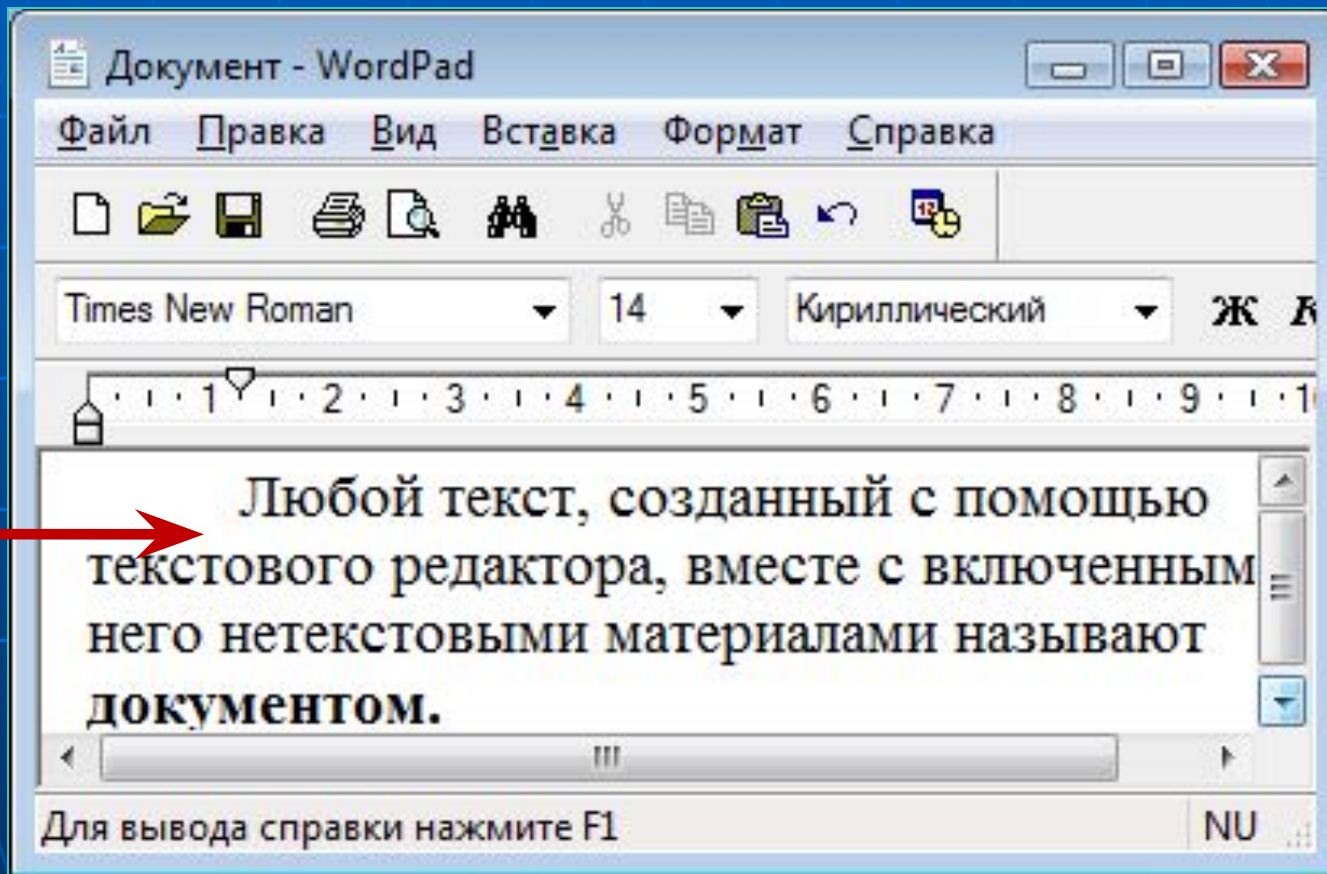 Документ - WordPad
Файл Правка Вид Вставка Формат Справка
12
Times New Roman 14 Кириллический Ж К
1 2 3 4 5 6 7 8 9 1
Любой текст, созданный с помощью
текстового редактора, вместе с включенным
него нетекстовыми материалами называют
документом.
Для вывода справки нажмите F1 NU